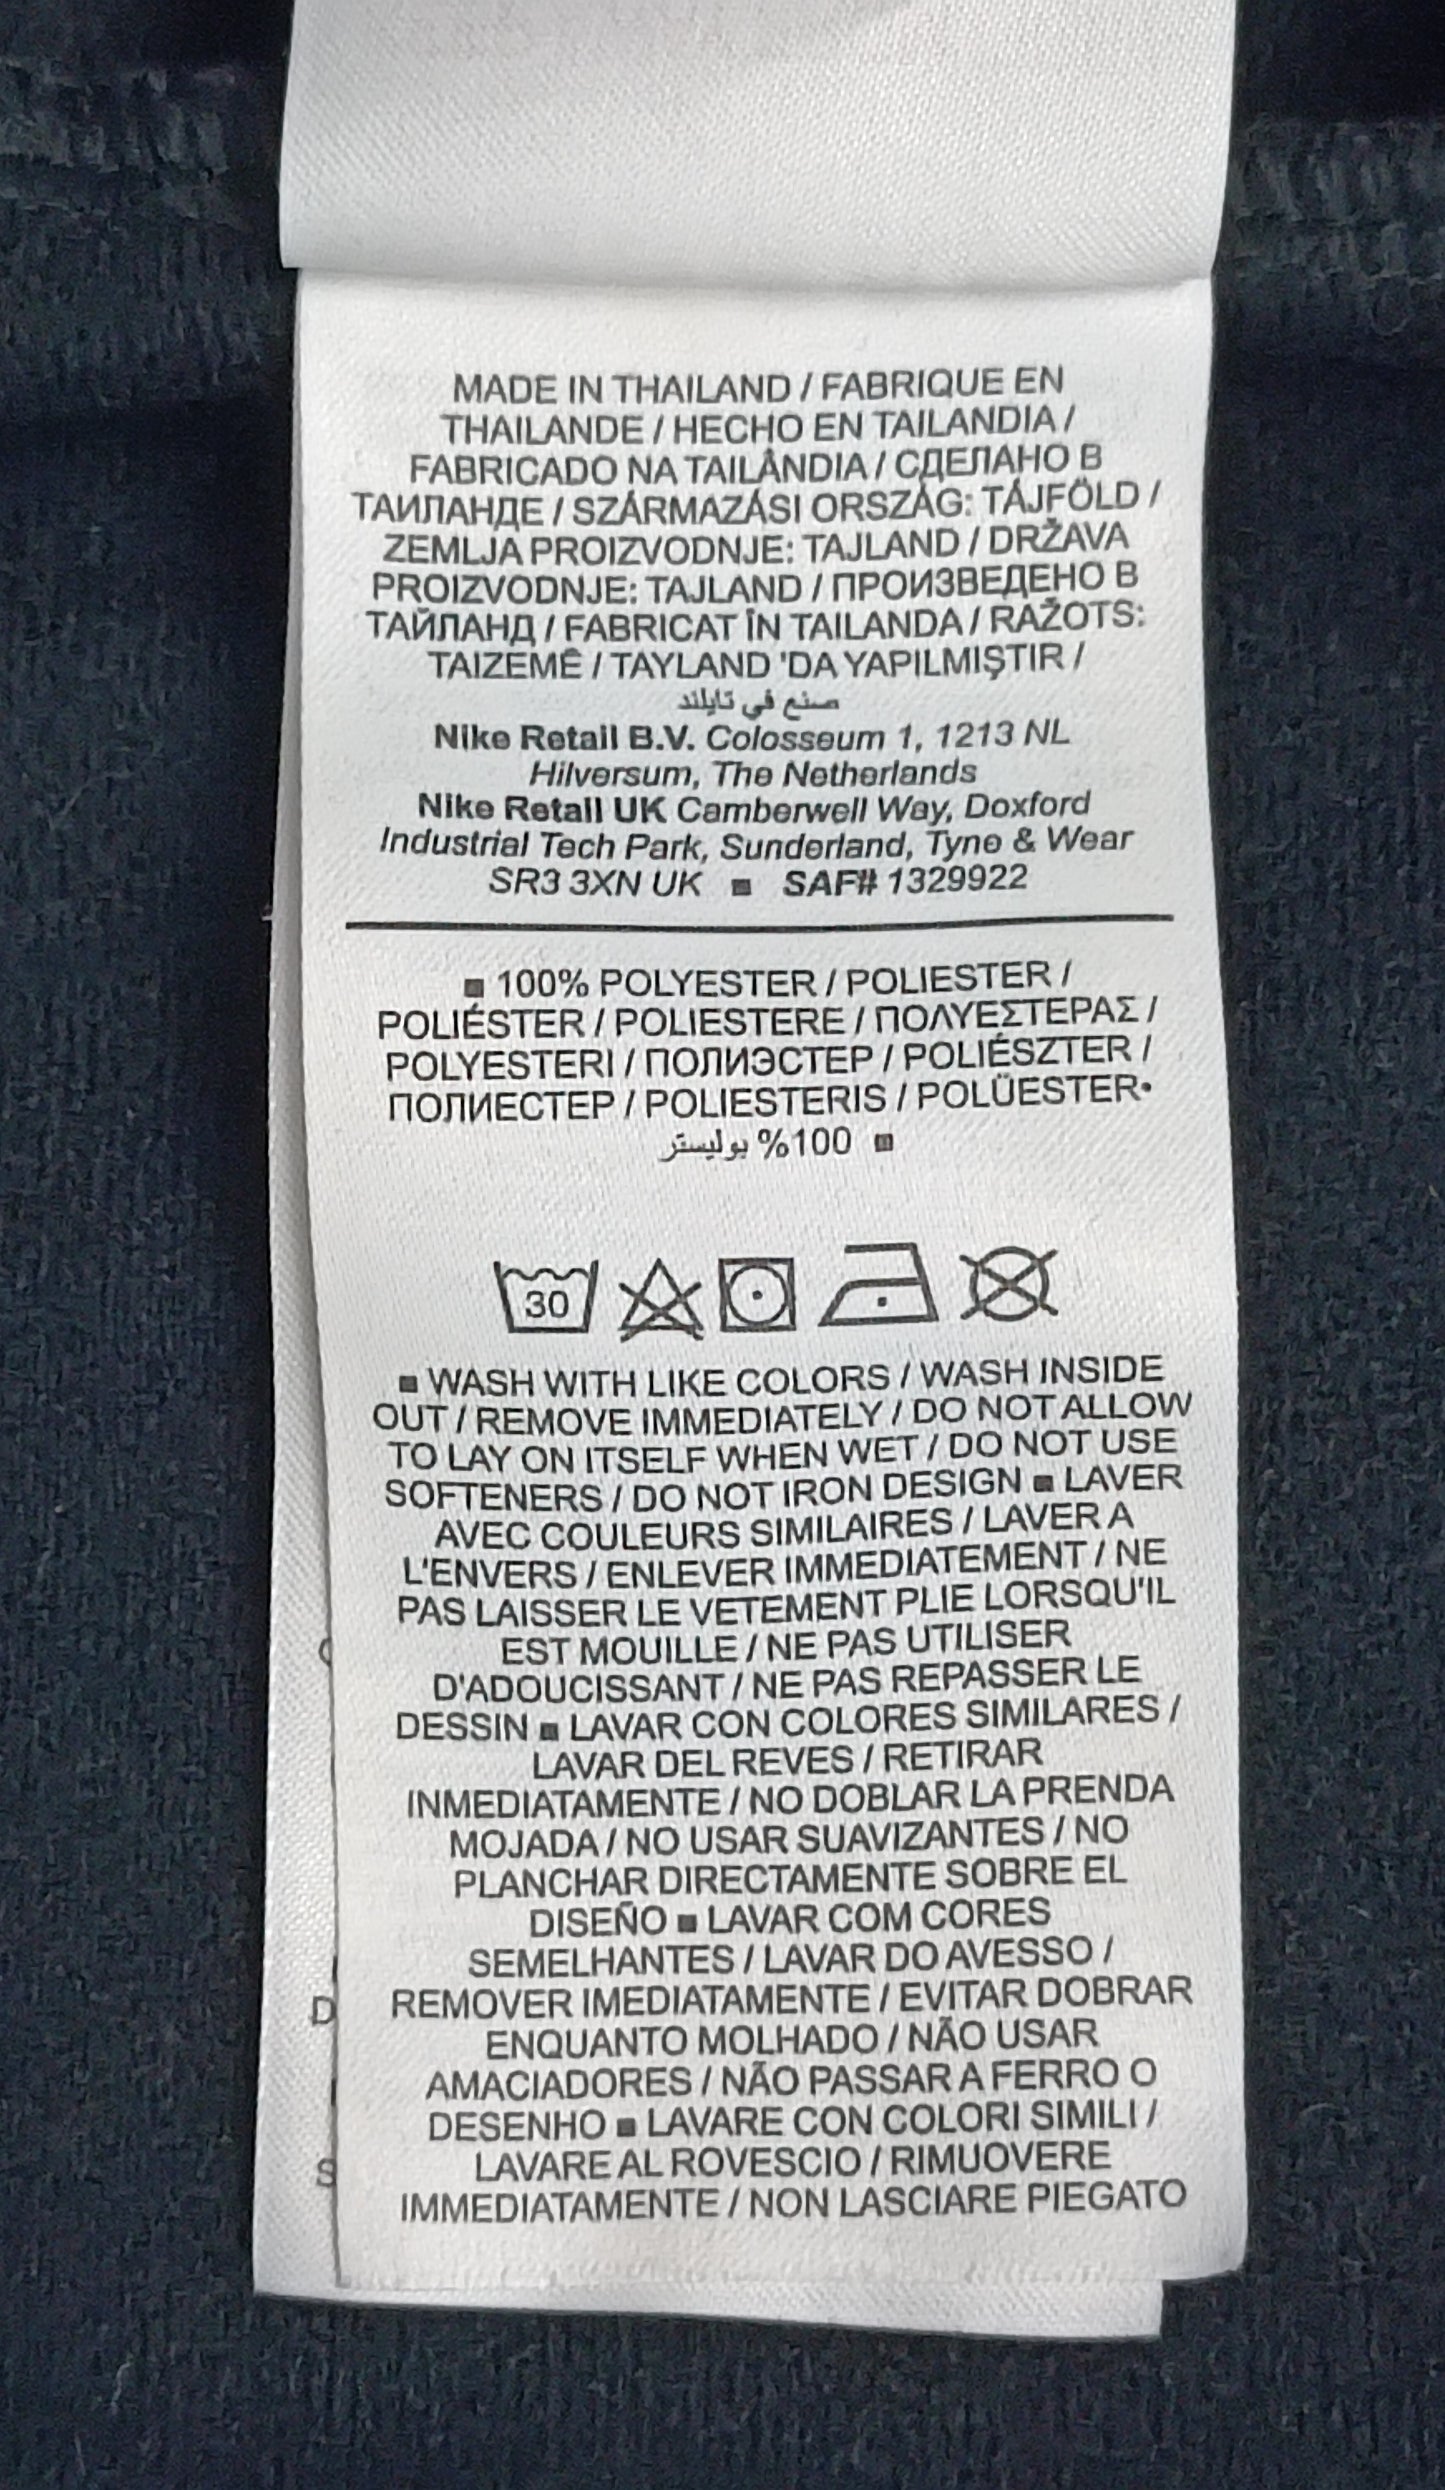 MADE IN THAILAND / FABRIQUE EN
THAILANDE / HECHO EN TAILANDIA /
FABRICADO NA TAILÂNDIA / СДЕЛАНО В
ТАИЛАНДЕ / SZÁRMAZÁSI ORSZÁG: TÁJFÖLD /
ZEMLJA PROIZVODNJE: TAJLAND / DRŽAVA
PROIZVODNJE: TAJLAND / ПРОИЗВЕДЕНО В
ТАЙЛАНД / FABRICAT ÎN TAILANDA / RAŽOTS:
TAIZEMĒ / TAYLAND 'DA YAPILMIŞTIR /
صنع في تايلند
Nike Retail B.V. Colosseum 1, 1213 NL
Hilversum, The Netherlands
Nike Retail UK Camberwell Way, Doxford
Industrial Tech Park, Sunderland, Tyne & Wear
SR3 3XN UK ■ SAF# 1329922
■ 100% POLYESTER / POLIESTER /
POLIÉSTER / POLIESTERE / ΠΟΛΥΕΣΤΕΡΑΣ /
POLYESTERI / ПОЛИЭСТЕР / POLIÉSZTER /
ПОЛИЕСТЕР / POLIESTERIS / POLÜESTER•
■ 100% بوليستر
30
■ WASH WITH LIKE COLORS / WASH INSIDE
OUT / REMOVE IMMEDIATELY / DO NOT ALLOW
TO LAY ON ITSELF WHEN WET / DO NOT USE
SOFTENERS / DO NOT IRON DESIGN ■ LAVER
AVEC COULEURS SIMILAIRES / LAVER A
L'ENVERS / ENLEVER IMMEDIATEMENT / NE
PAS LAISSER LE VETEMENT PLIE LORSQU'IL
EST MOUILLE / NE PAS UTILISER
D'ADOUCISSANT / NE PAS REPASSER LE
DESSIN ■ LAVAR CON COLORES SIMILARES /
LAVAR DEL REVES / RETIRAR
INMEDIATAMENTE / NO DOBLAR LA PRENDA
MOJADA / NO USAR SUAVIZANTES / NO
PLANCHAR DIRECTAMENTE SOBRE EL
DISEÑO ■ LAVAR COM CORES
SEMELHANTES / LAVAR DO AVESSO /
REMOVER IMEDIATAMENTE / EVITAR DOBRAR
ENQUANTO MOLHADO / NÃO USAR
AMACIADORES / NÃO PASSAR A FERRO O
DESENHO ■ LAVARE CON COLORI SIMILI /
LAVARE AL ROVESCIO / RIMUOVERE
IMMEDIATAMENTE / NON LASCIARE PIEGATO